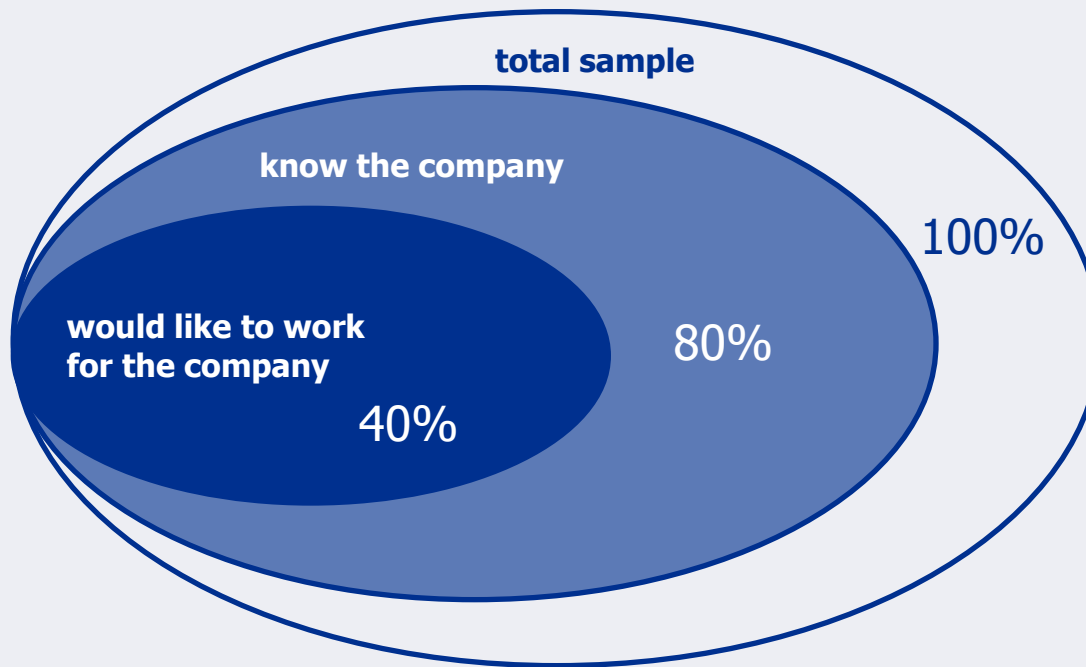 total sample
know the company
100%
would like to work
for the company
80%
40%